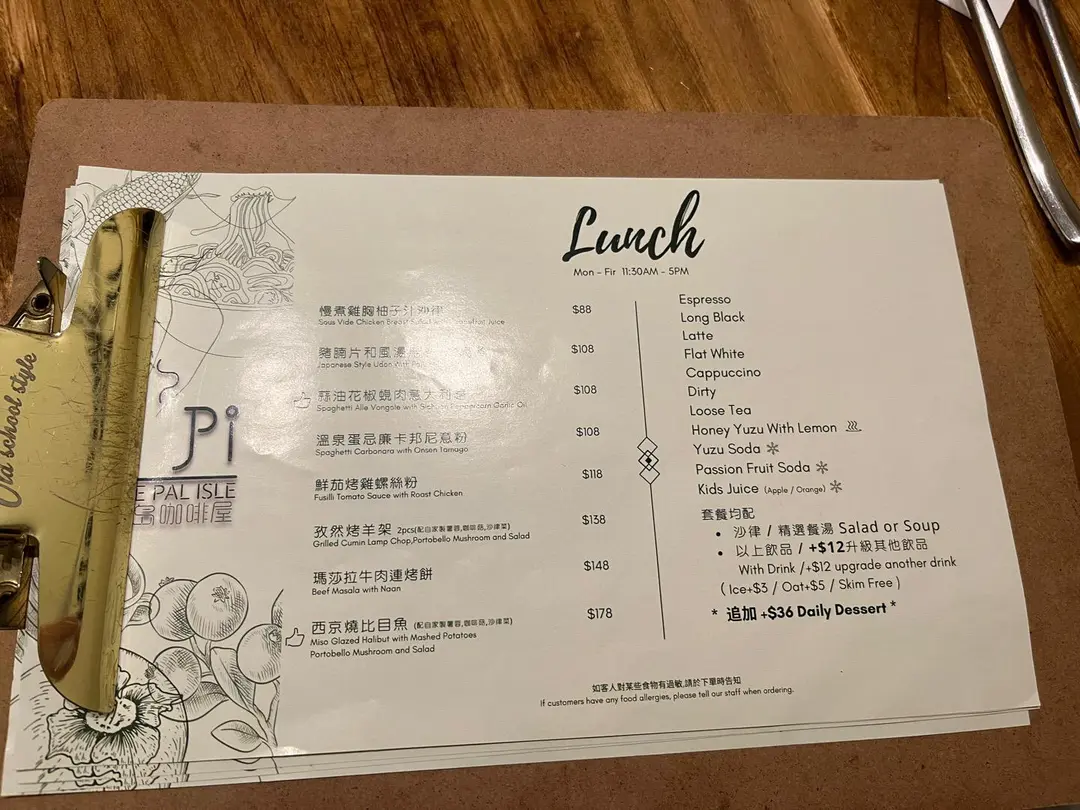 Old school style
Pi
E PAL ISLE
島咖啡屋
Lunch
Mon - Fir 11:30AM - 5PM
慢煮雞胸柚子汁沙律 $88
Sous Vide Chicken Breast Juice
豬腩片和風 $108
Japanese Style Udon With
蒜油花椒蜆肉意大利 $108
Spaghetti Alle Vongole with Peppercorn Garlic Oil
溫泉蛋忌廉卡邦尼意粉 $108
Spaghetti Carbonara with Onsen Tamago
鮮茄烤雞螺絲粉 $118
Fusilli Tomato Sauce with Roast Chicken
孜然烤羊架 2pcs(配自家製薯蓉,咖啡菇,沙律菜) $138
Grilled Cumin Lamp Chop,Portobello Mushroom and Salad
瑪莎拉牛肉連烤餅 $148
Beef Masala with Naan
西京燒比目魚 (配自家製薯蓉,咖啡菇,沙律菜) $178
Miso Glazed Halibut with Mashed Potatoes
Portobello Mushroom and Salad
Espresso
Long Black
Latte
Flat White
Cappuccino
Dirty
Loose Tea
Honey Yuzu With Lemon
Yuzu Soda
Passion Fruit Soda
Kids Juice (Apple / Orange)
套餐均配
• 沙律 / 精選餐湯 Salad or Soup
• 以上飲品 / +$12升級其他飲品
With Drink /+$12 upgrade another drink
( Ice+$3 / Oat+$5 / Skim Free )
* 追加 +$36 Daily Dessert *
如客人對某些食物有過敏,請於下單時告知
If customers have any food allergies, please tell our staff when ordering.